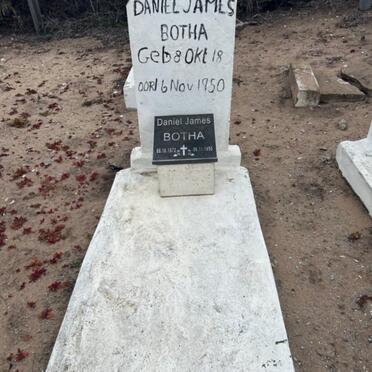 DANIEL JAMES
BOTHA
Geb 8 Okt 18
OORL 6 Nov 1950
Daniel James
BOTHA